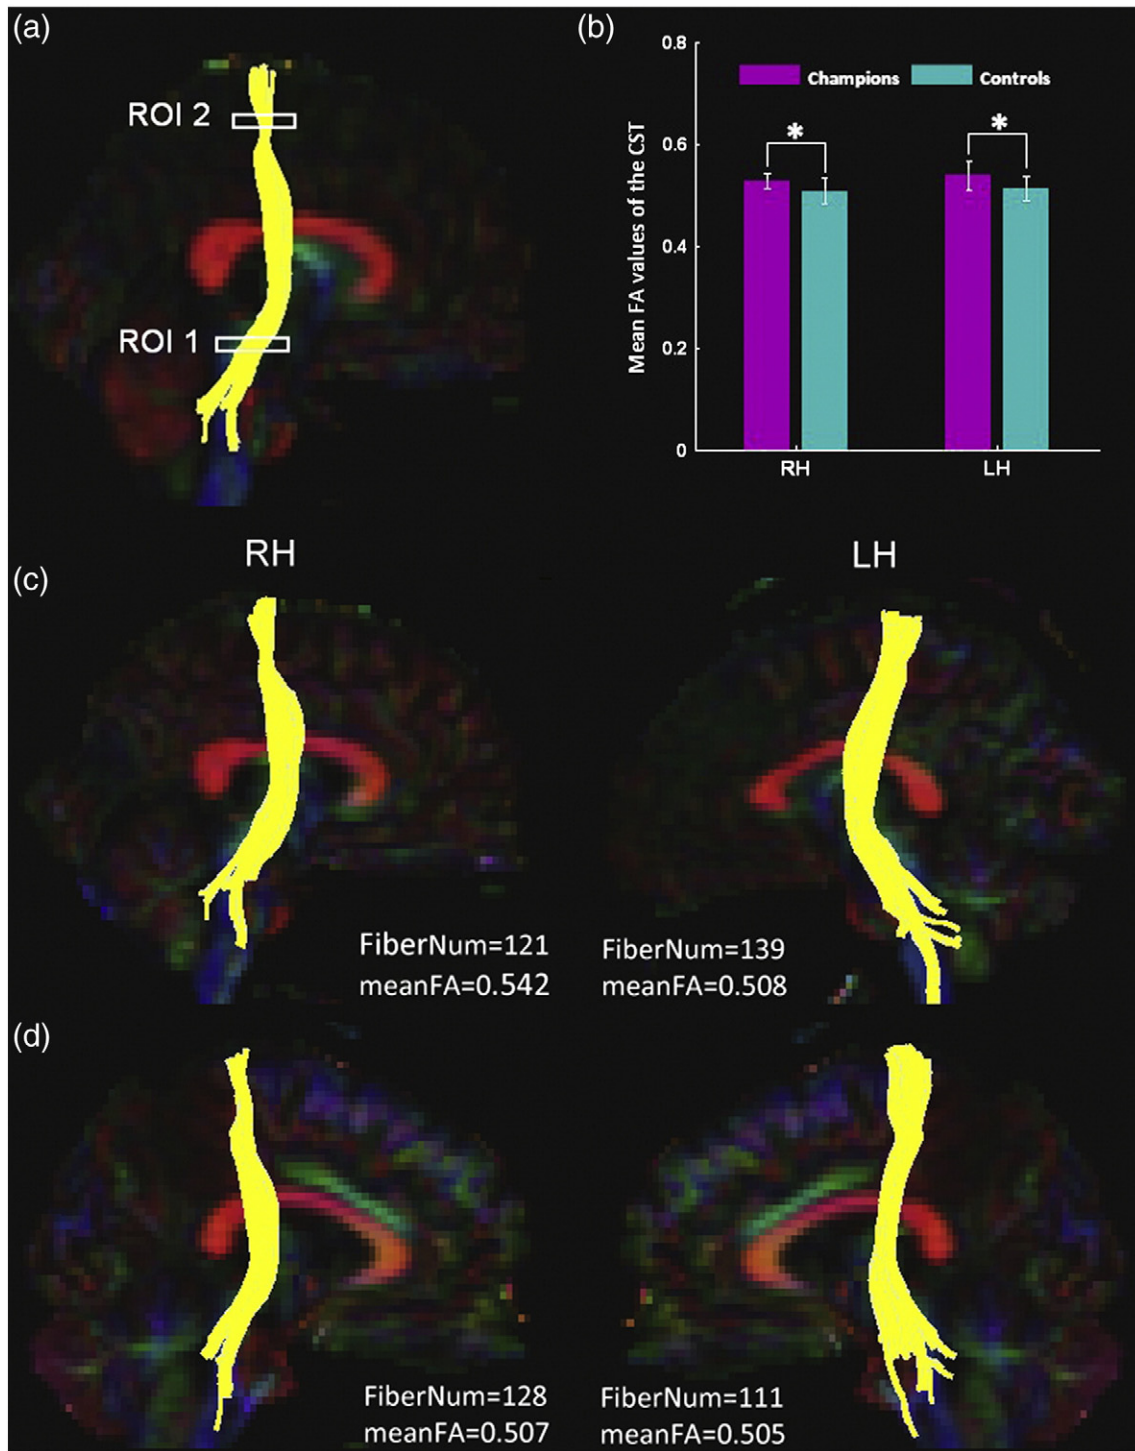 (a)
ROI 2
ROI 1
(b)
Mean FA values of the CST
0.8
0.6
0.4
0.2
0
Champions
Controls
*
*
RH
LH
RH
LH
(c)
FiberNum=121
meanFA=0.542
FiberNum=139
meanFA=0.508
(d)
FiberNum=128
meanFA=0.507
FiberNum=111
meanFA=0.505